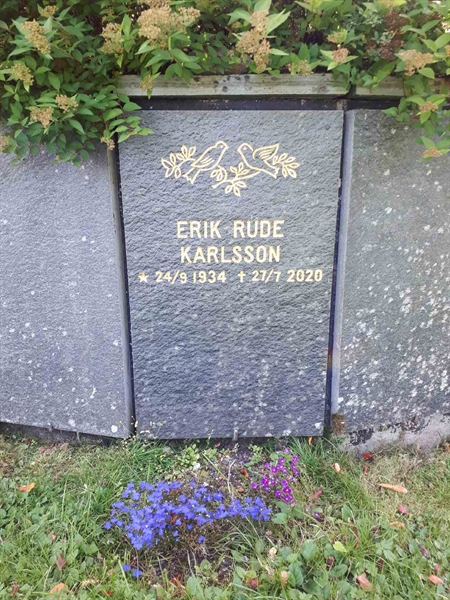 ERIK RUDE
KARLSSON
★ 24/9 1934 ✝ 27/7 2020